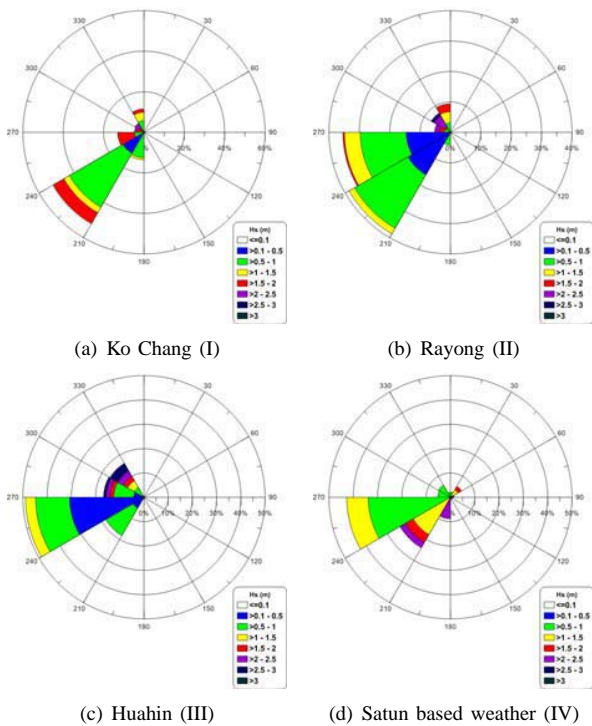 330
30
300
60
270
90
0% 20% 40% 60%
240
120
210
150
190
Hs (m)
<=0.1
>0.1 - 0.5
>0.5 - 1
>1 - 1.5
>1.5 - 2
>2 - 2.5
>2.5 - 3
>3
(a) Ko Chang (I)
330
30
300
60
270
90
0% 20% 40% 60%
240
120
210
150
190
Hs (m)
<=0.1
>0.1 - 0.5
>0.5 - 1
>1 - 1.5
>1.5 - 2
>2 - 2.5
>2.5 - 3
>3
(b) Rayong (II)
330
30
300
60
270
90
0% 10% 20% 30% 40% 50%
240
120
210
150
190
Hs (m)
<=0.1
>0.1 - 0.5
>0.5 - 1
>1 - 1.5
>1.5 - 2
>2 - 2.5
>2.5 - 3
>3
(c) Huahin (III)
330
30
300
60
270
90
0% 10% 20% 30% 40% 50%
240
120
210
150
190
Hs (m)
<=0.1
>0.1 - 0.5
>0.5 - 1
>1 - 1.5
>1.5 - 2
>2 - 2.5
>2.5 - 3
>3
(d) Satun based weather (IV)